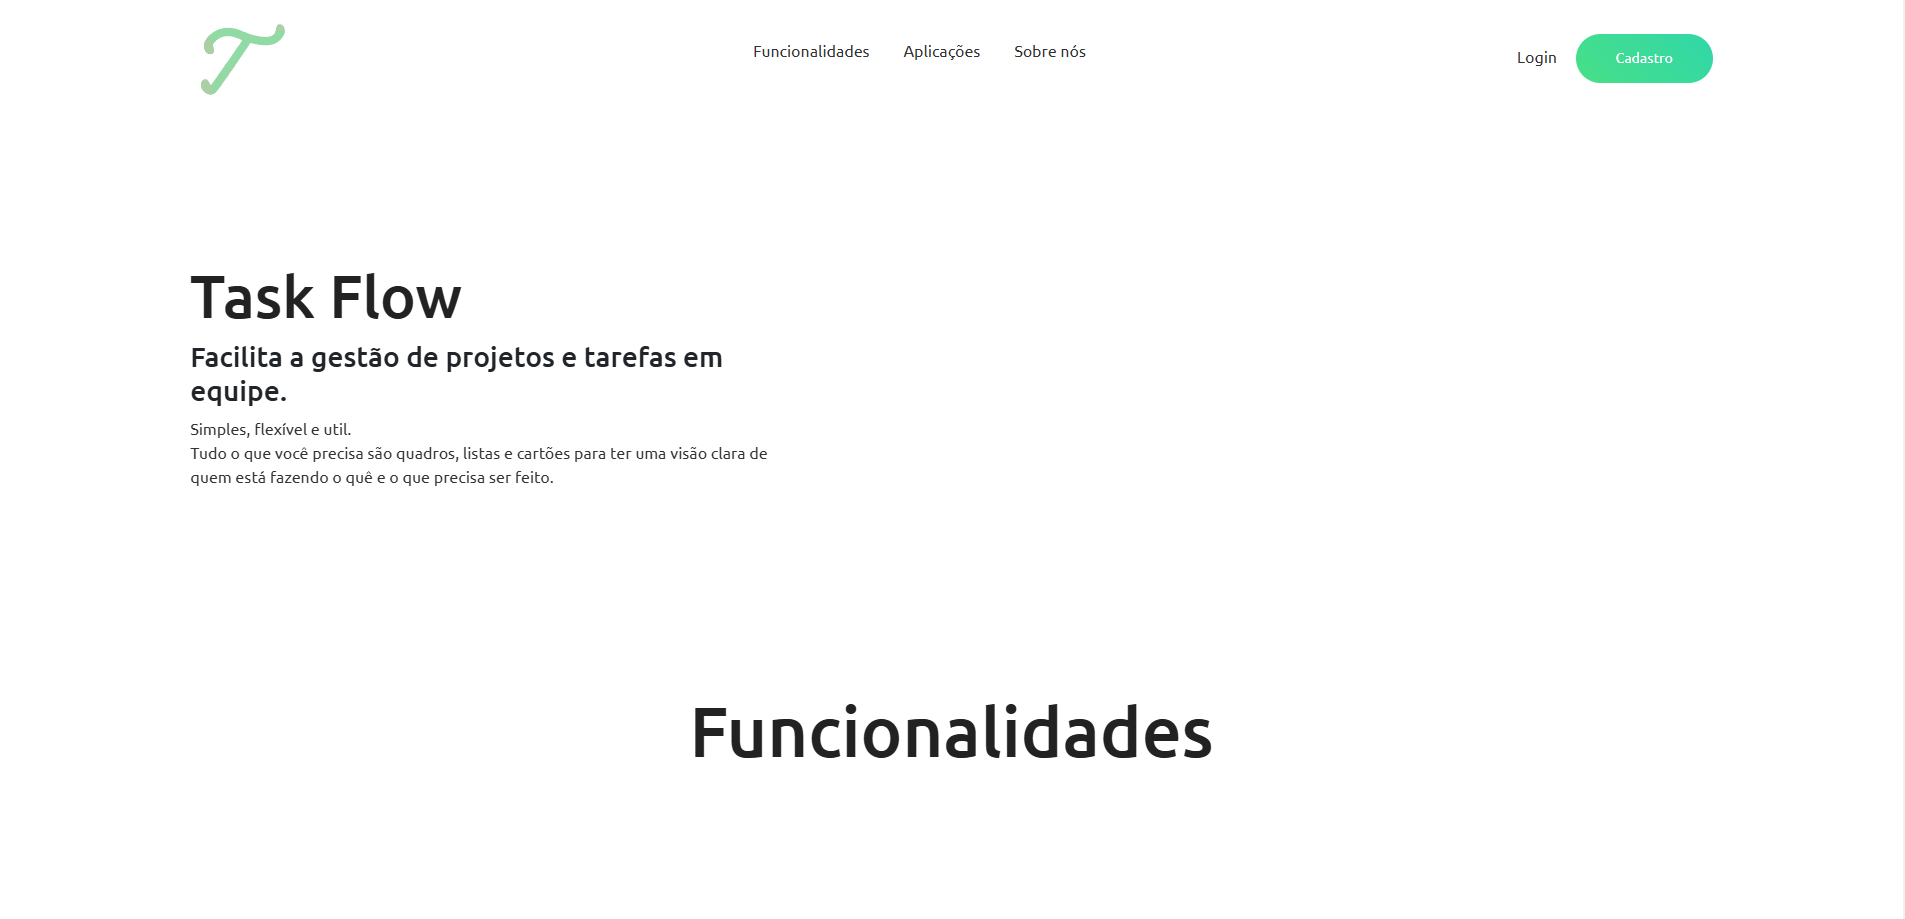 T
Funcionalidades
Aplicações
Sobre nós
Login
Cadastro
Task Flow
Facilita a gestão de projetos e tarefas em
equipe.
Simples, flexível e util.
Tudo o que você precisa são quadros, listas e cartões para ter uma visão clara de
quem está fazendo o quê e o que precisa ser feito.
Funcionalidades